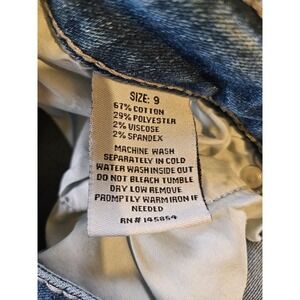 SIZE: 9
67% COTTON
29% POLYESTER
2% VISCOSE
2% SPANDEX
MACHINE WASH
SEPARATELY IN COLD
WATER WASH INSIDE OUT
DO NOT BLEACH TUMBLE
DRY LOW REMOVE
PROMPTLY WARM IRON IF
NEEDED
RN# 145854